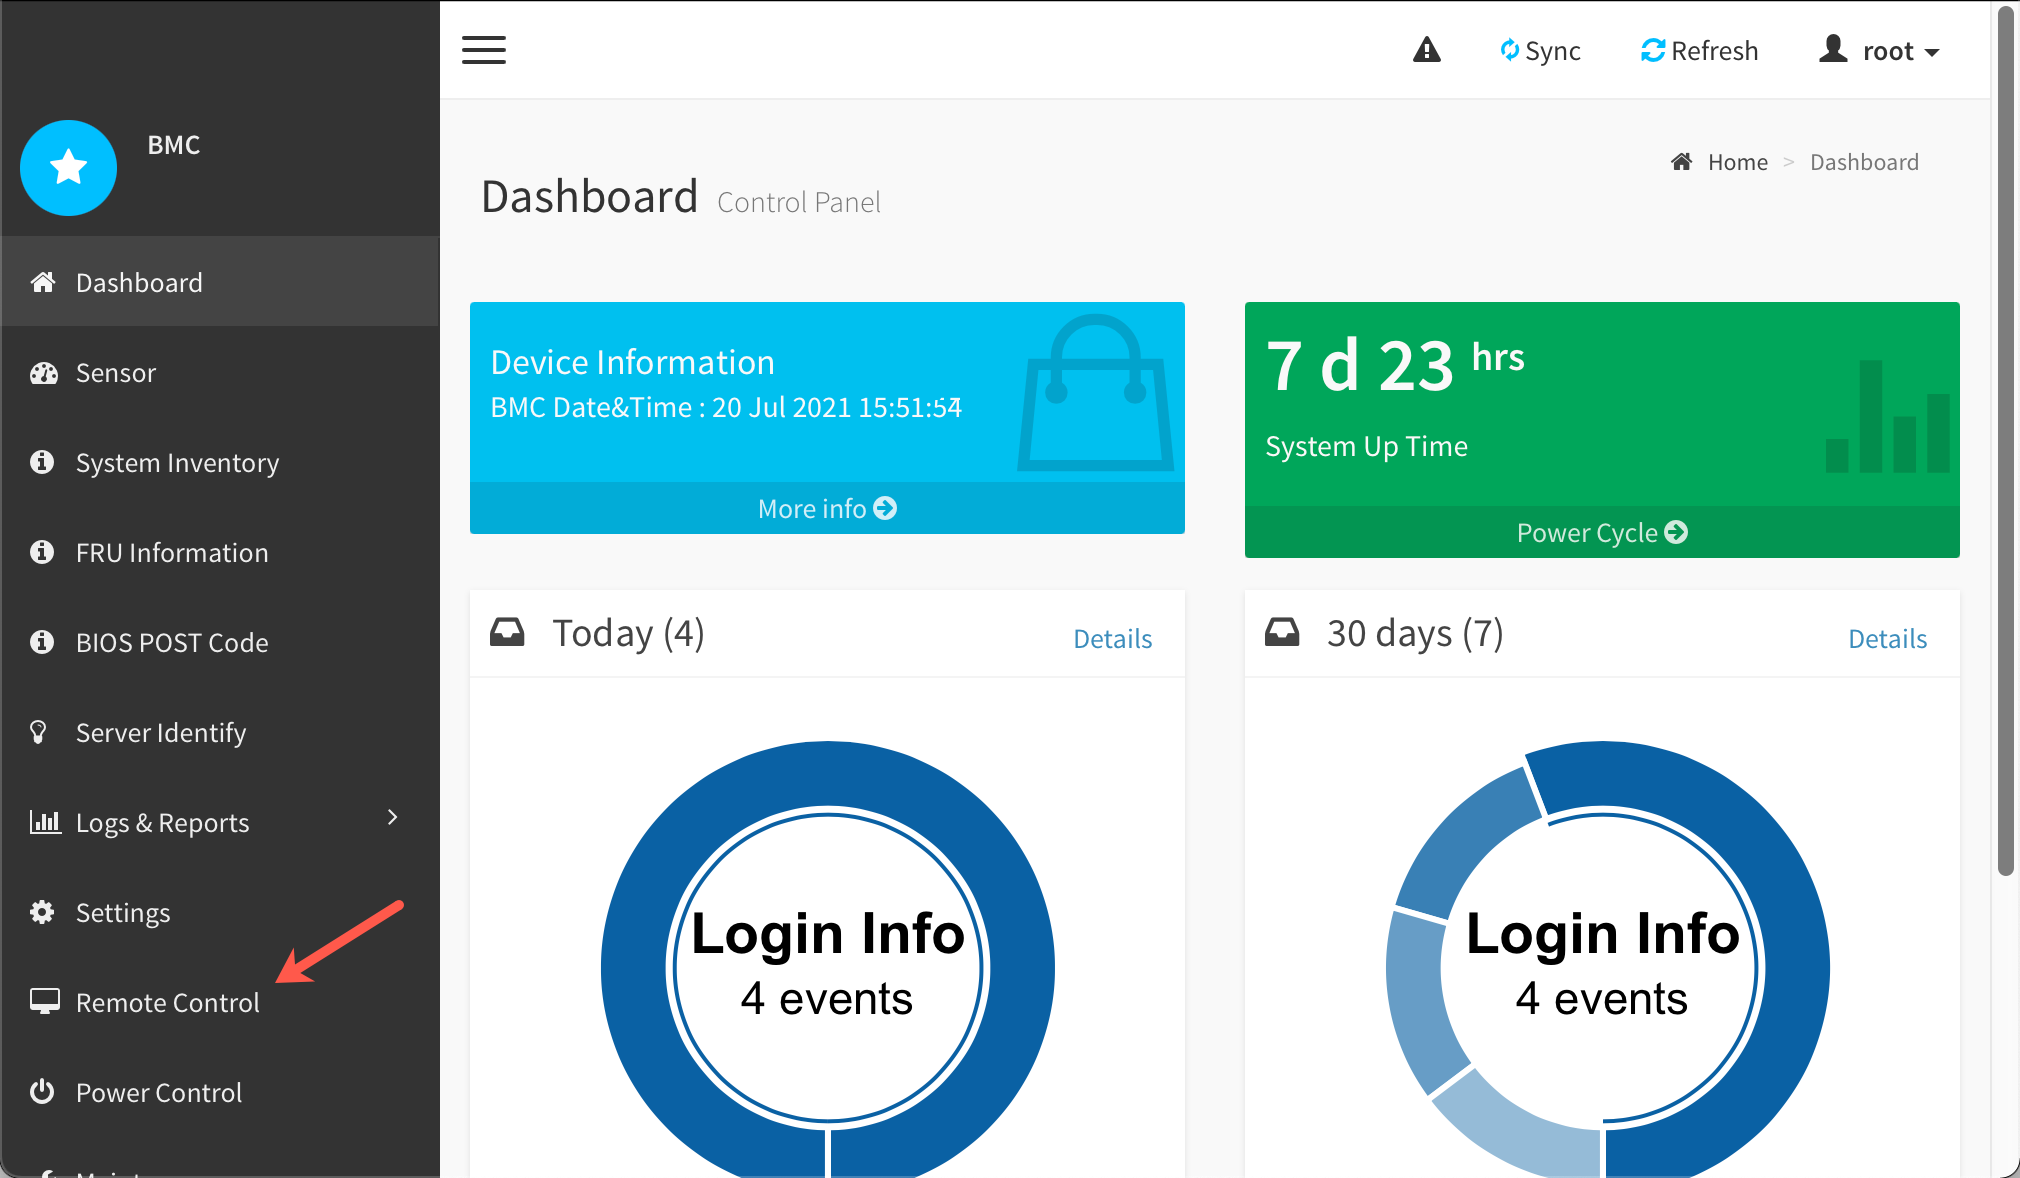 Sync
Refresh
root
BMC
Home > Dashboard
Dashboard Control Panel
Dashboard
Sensor
System Inventory
FRU Information
BIOS POST Code
Server Identify
Logs & Reports
Settings
Remote Control
Power Control
Device Information
BMC Date&Time : 20 Jul 2021 15:51:54
More info
7 d 23 hrs
System Up Time
Power Cycle
Today (4)
Details
Login Info
4 events
30 days (7)
Details
Login Info
4 events